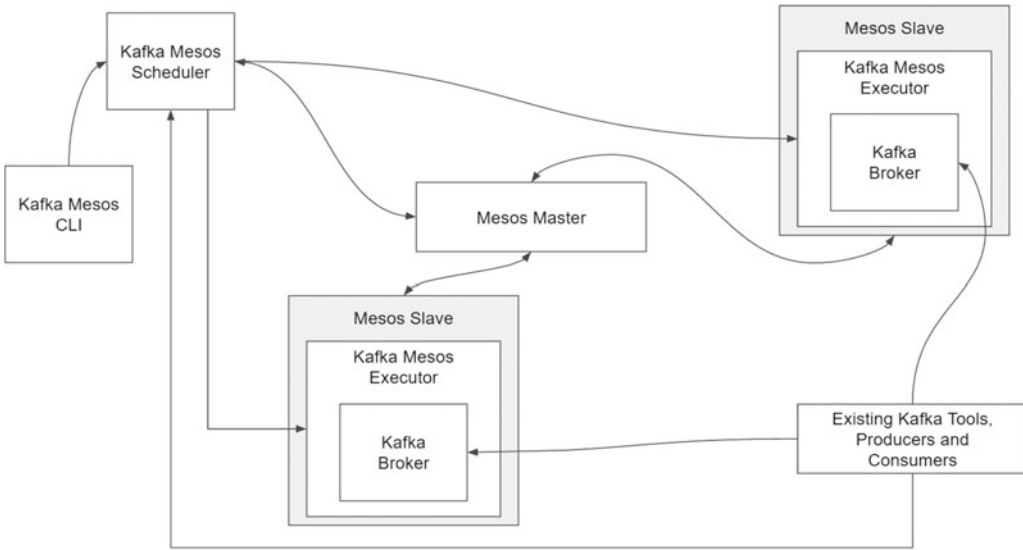 Kafka Mesos
Scheduler
Mesos Slave
Kafka Mesos
Executor
Kafka
Broker
Kafka Mesos
CLI
Mesos Master
Mesos Slave
Kafka Mesos
Executor
Kafka
Broker
Existing Kafka Tools,
Producers and
Consumers